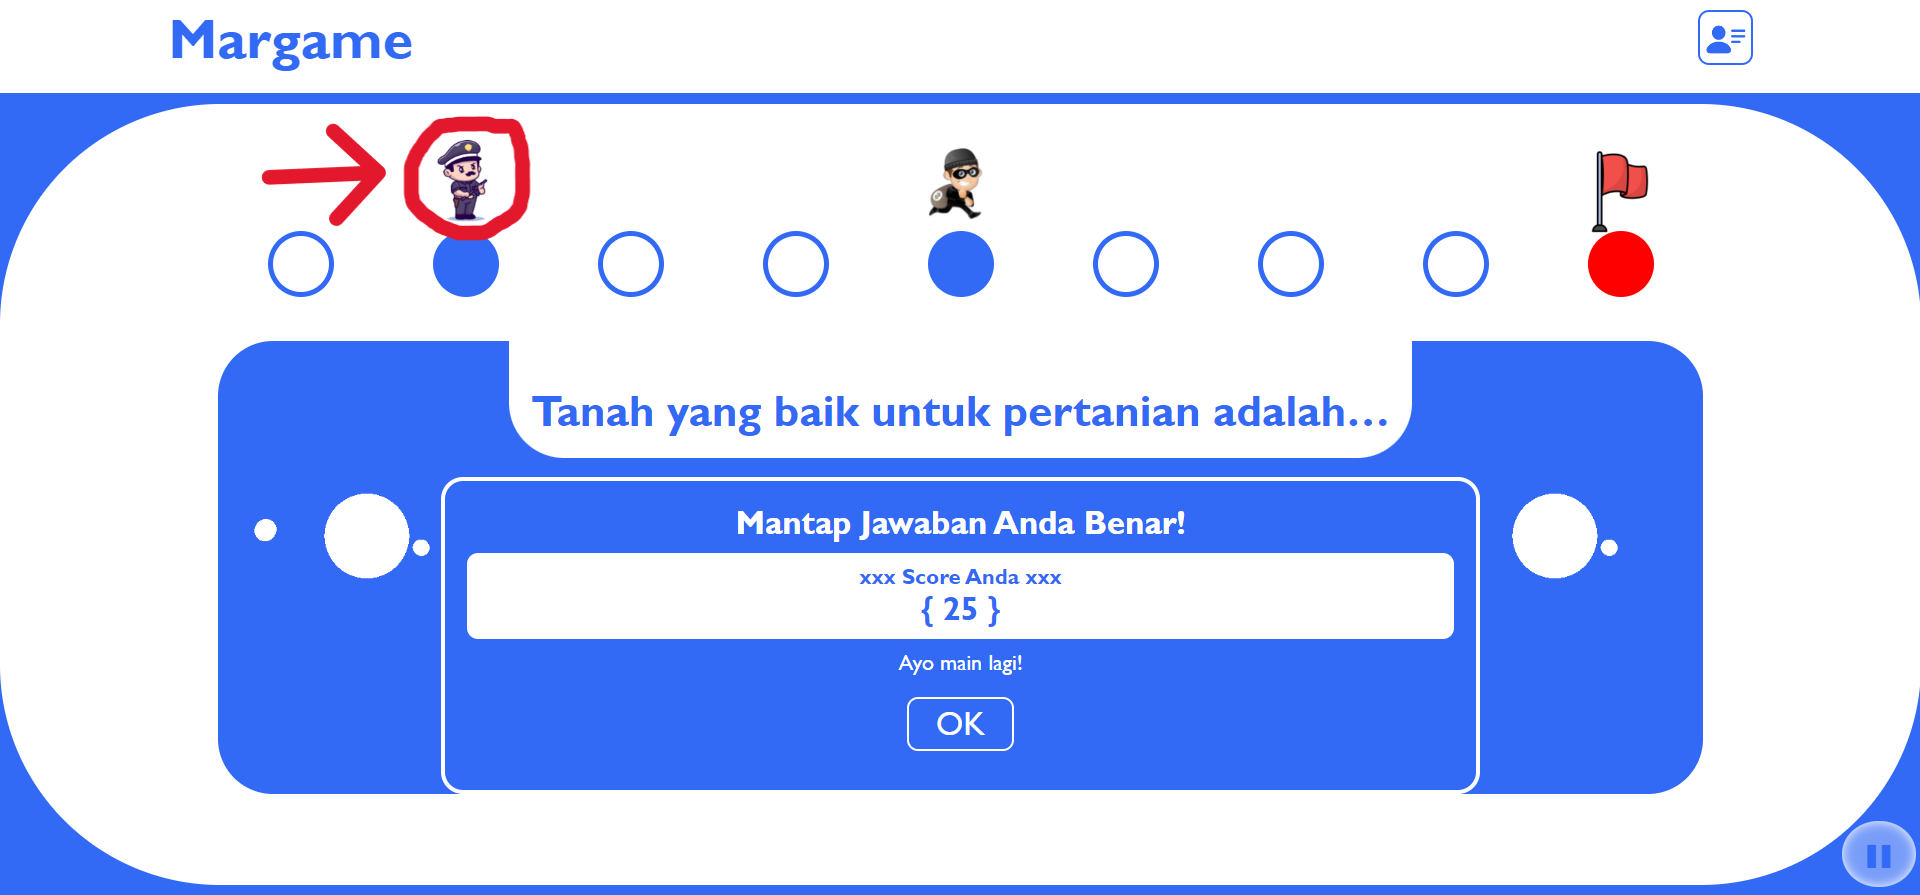 Margame
Tanah yang baik untuk pertanian adalah...
Mantap Jawaban Anda Benar!
xxx Score Anda xxx
{ 25 }
Ayo main lagi!
OK